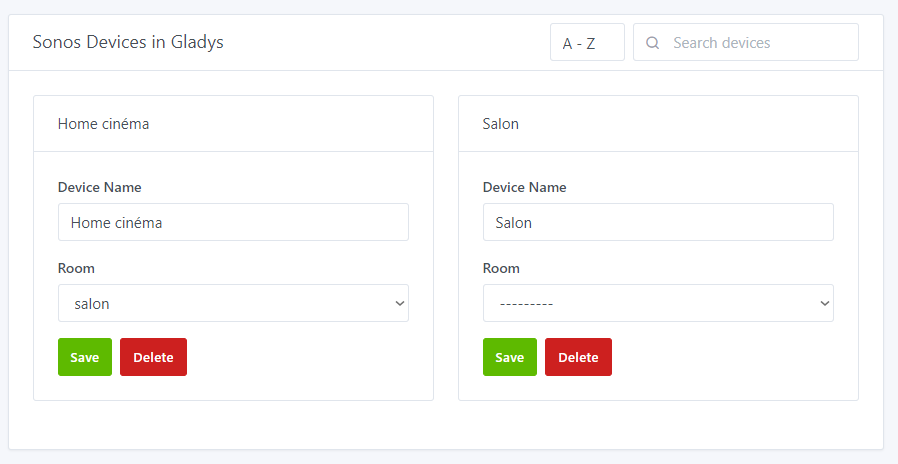 Sonos Devices in Gladys
A - Z
Search devices
Home cinéma
Device Name
Home cinéma
Room
salon
Save
Delete
Salon
Device Name
Salon
Room
---------
Save
Delete